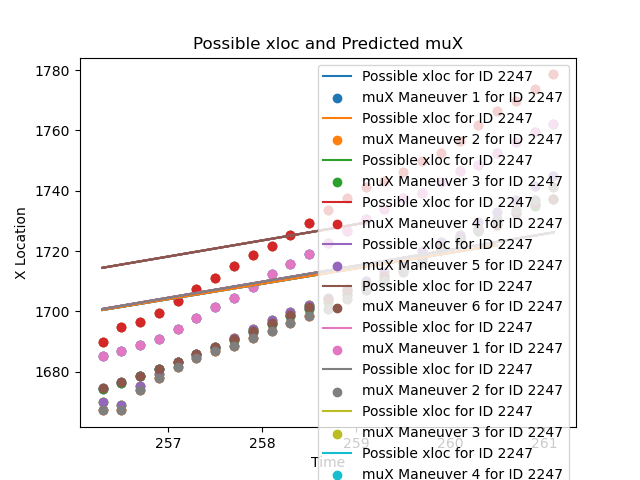 Possible xloc and Predicted muX
X Location
1780
1760
1740
1720
1700
1680
257
258
259
260
261
Time
Possible xloc for ID 2247
muX Maneuver 1 for ID 2247
Possible xloc for ID 2247
muX Maneuver 2 for ID 2247
Possible xloc for ID 2247
muX Maneuver 3 for ID 2247
Possible xloc for ID 2247
muX Maneuver 4 for ID 2247
Possible xloc for ID 2247
muX Maneuver 5 for ID 2247
Possible xloc for ID 2247
muX Maneuver 6 for ID 2247
Possible xloc for ID 2247
muX Maneuver 1 for ID 2247
Possible xloc for ID 2247
muX Maneuver 2 for ID 2247
Possible xloc for ID 2247
muX Maneuver 3 for ID 2247
Possible xloc for ID 2247
muX Maneuver 4 for ID 2247